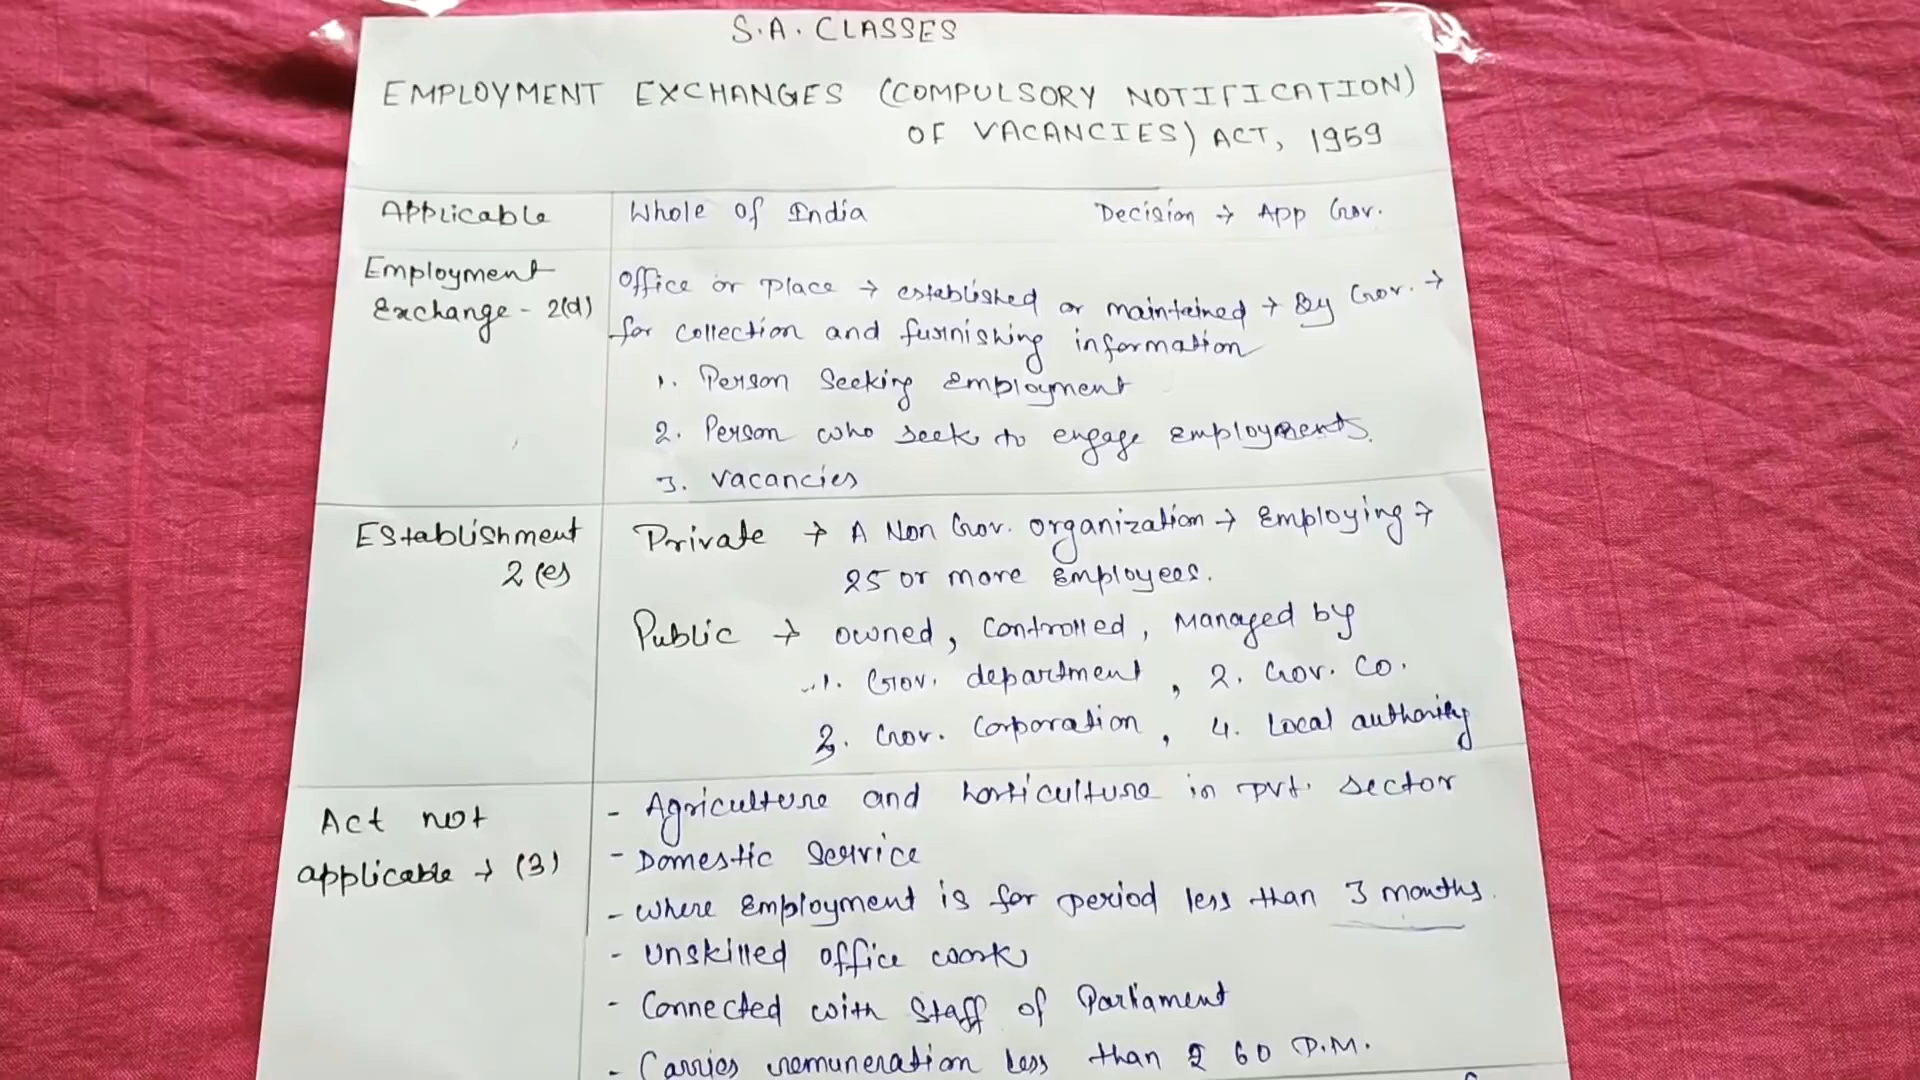 S.A. CLASSES
EMPLOYMENT EXCHANGES (COMPULSORY NOTIFICATION)
OF VACANCIES) ACT, 1959
Applicable
Whole of India
Decision → App Gov.
Employment
Exchange - 2(d)
Office or place → established or maintained → By Gov. →
for collection and furnishing information
1. Person Seeking Employment
2. Person who seek to engage employments.
3. Vacancies
Establishment
2(e)
Private → A Non Gov. organization → Employing →
25 or more Employees.
Public → owned, controlled, Managed by
1. Gov. department, 2. Gov. Co.
3. Gov. Corporation, 4. Local authority
Act not
applicable → (3)
- Agriculture and horticulture in pvt. sector
- Domestic Service
- where Employment is for period less than 3 months.
- Unskilled office work
- Connected with Staff of Parliament
- Carries remuneration less than ₹ 60 P.M.